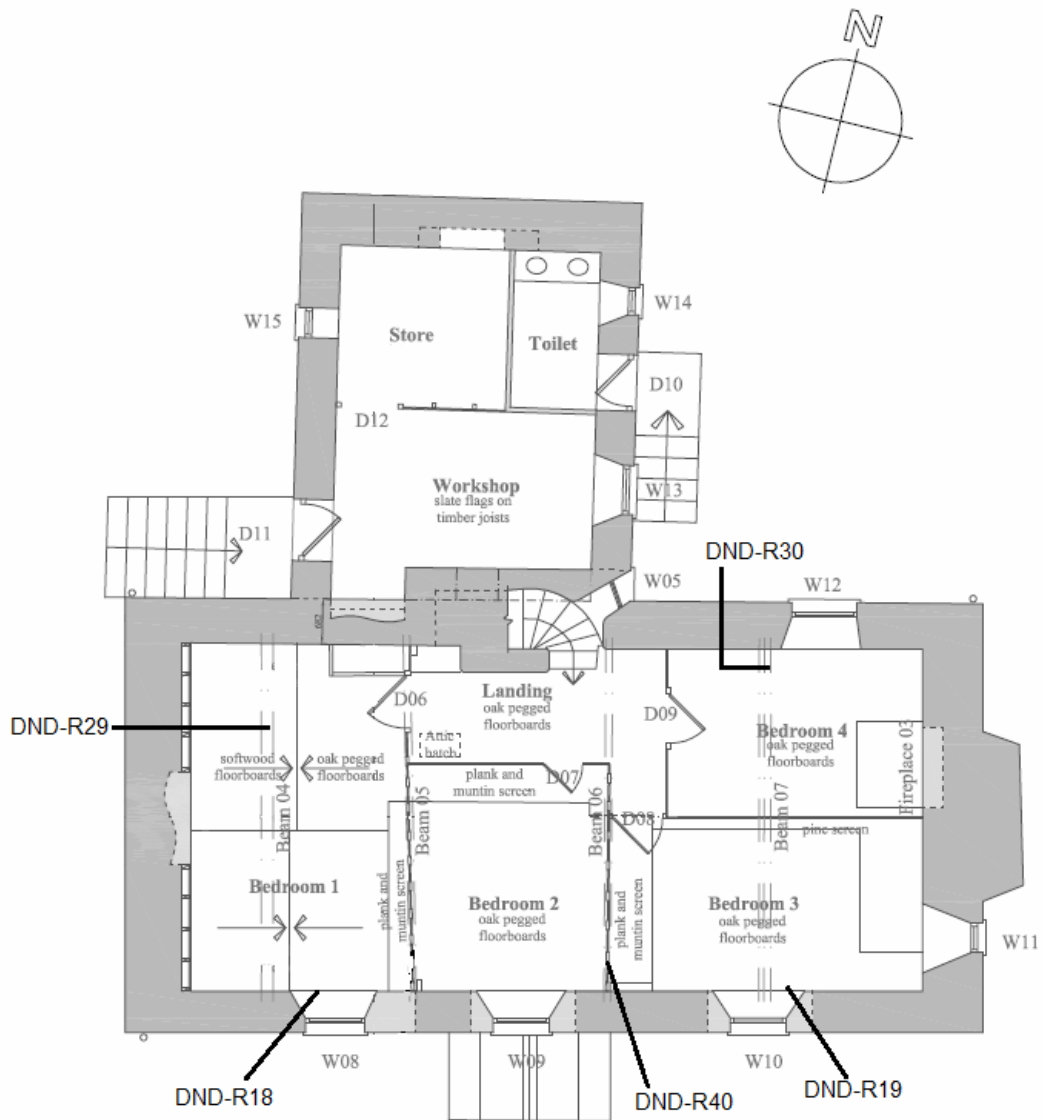 N
W15
Store
Toilet
W14
D10
D12
Workshop
slate flags on
timber joists
W13
D11
DND-R30
W05
W12
682
DND-R29
D06
Landing
oak pegged
floorboards
D09
Bedroom 4
oak pegged
floorboards
Fireplace 03
Attic
hatch
softwood
floorboards
oak pegged
floorboards
plank and
muntin screen
D07
Beam 04
Beam 05
Beam 06
D08
Beam 07
pine screen
Bedroom 1
plank and
muntin screen
Bedroom 2
oak pegged
floorboards
plank and
muntin screen
Bedroom 3
oak pegged
floorboards
W11
W08
W09
W10
DND-R18
DND-R40
DND-R19